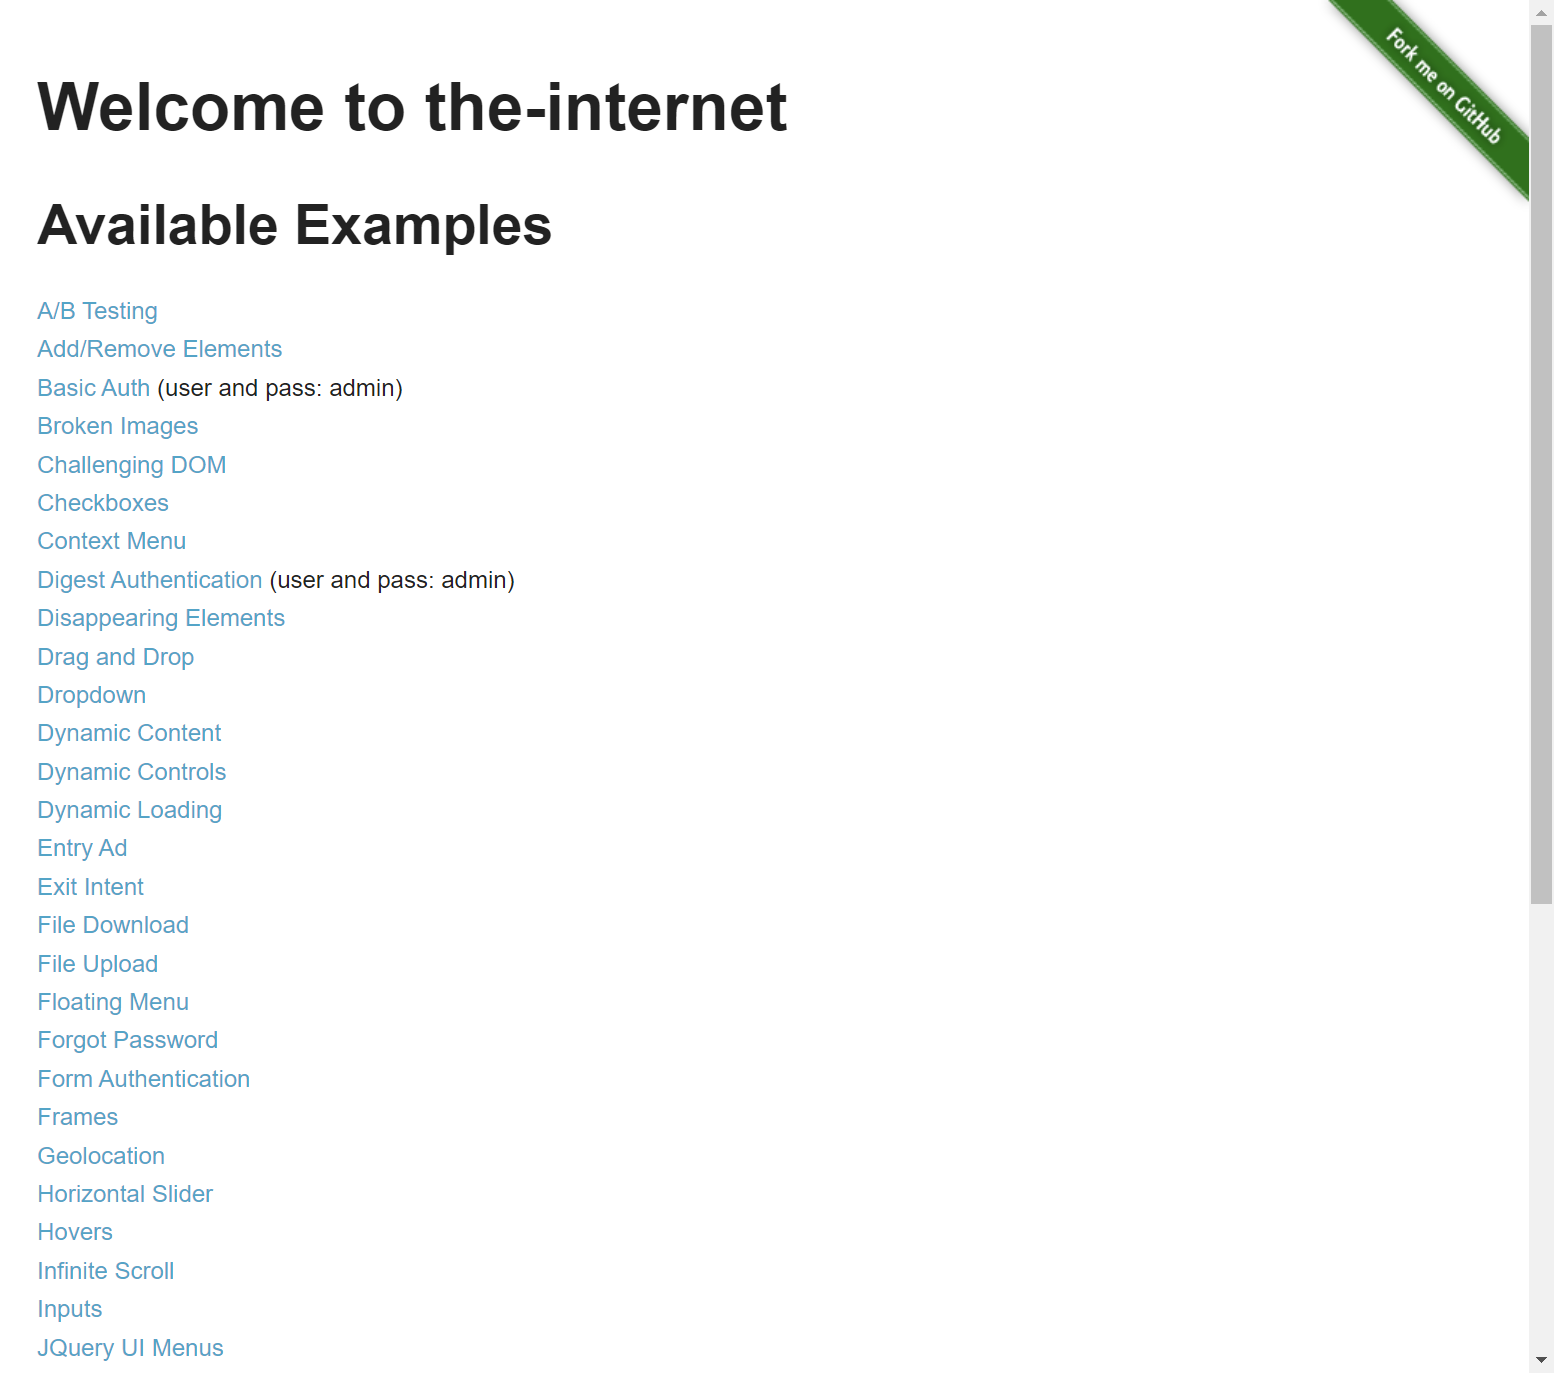 Fork me on GitHub
Welcome to the-internet
Available Examples
A/B Testing
Add/Remove Elements
Basic Auth (user and pass: admin)
Broken Images
Challenging DOM
Checkboxes
Context Menu
Digest Authentication (user and pass: admin)
Disappearing Elements
Drag and Drop
Dropdown
Dynamic Content
Dynamic Controls
Dynamic Loading
Entry Ad
Exit Intent
File Download
File Upload
Floating Menu
Forgot Password
Form Authentication
Frames
Geolocation
Horizontal Slider
Hovers
Infinite Scroll
Inputs
JQuery UI Menus